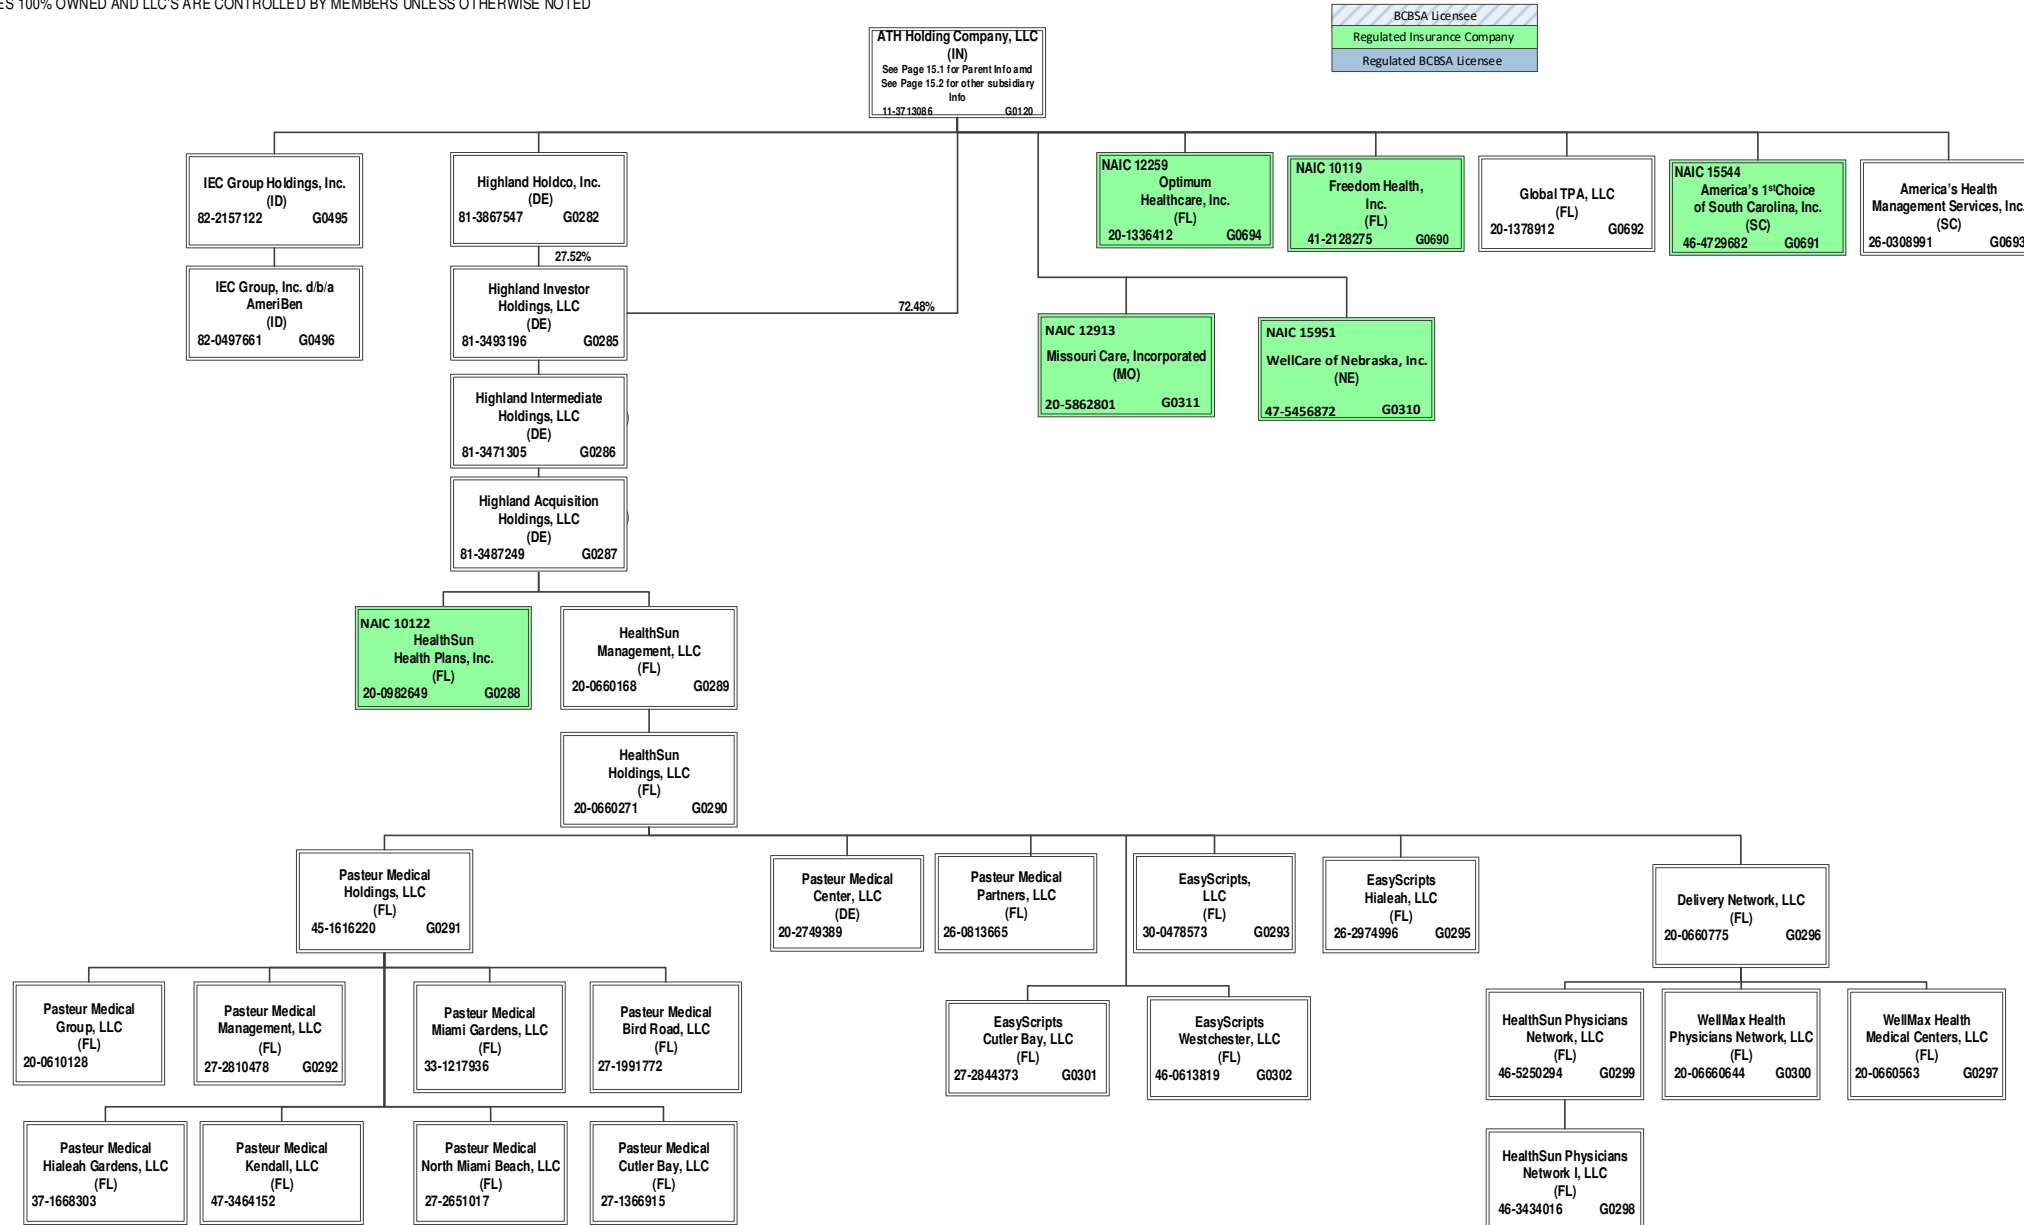 ES 100% OWNED AND LLC'S ARE CONTROLLED BY MEMBERS UNLESS OTHERWISE NOTED
BCBSA Licensee
Regulated Insurance Company
Regulated BCBSA Licensee
ATH Holding Company, LLC
(IN)
See Page 15.1 for Parent Info amd
See Page 15.2 for other subsidiary
Info
11-3713086 G0120
IEC Group Holdings, Inc.
(ID)
82-2157122 G0495
Highland Holdco, Inc.
(DE)
81-3867547 G0282
NAIC 12259
Optimum
Healthcare, Inc.
(FL)
20-1336412 G0694
NAIC 10119
Freedom Health,
Inc.
(FL)
41-2128275 G0690
Global TPA, LLC
(FL)
20-1378912 G0692
NAIC 15544
America's 1stChoice
of South Carolina, Inc.
(SC)
46-4729682 G0691
America's Health
Management Services, Inc.
(SC)
26-0308991 G0693
27.52%
IEC Group, Inc. d/b/a
AmeriBen
(ID)
82-0497661 G0496
Highland Investor
Holdings, LLC
(DE)
81-3493196 G0285
72.48%
NAIC 12913
Missouri Care, Incorporated
(MO)
20-5862801 G0311
NAIC 15951
WellCare of Nebraska, Inc.
(NE)
47-5456872 G0310
Highland Intermediate
Holdings, LLC
(DE)
81-3471305 G0286
)
Highland Acquisition
Holdings, LLC
(DE)
81-3487249 G0287
)
NAIC 10122
HealthSun
Health Plans, Inc.
(FL)
20-0982649 G0288
HealthSun
Management, LLC
(FL)
20-0660168 G0289
HealthSun
Holdings, LLC
(FL)
20-0660271 G0290
Pasteur Medical
Holdings, LLC
(FL)
45-1616220 G0291
Pasteur Medical
Center, LLC
(DE)
20-2749389
Pasteur Medical
Partners, LLC
(FL)
26-0813665
EasyScripts,
LLC
(FL)
30-0478573 G0293
EasyScripts
Hialeah, LLC
(FL)
26-2974996 G0295
Delivery Network, LLC
(FL)
20-0660775 G0296
Pasteur Medical
Group, LLC
(FL)
20-0610128
Pasteur Medical
Management, LLC
(FL)
27-2810478 G0292
Pasteur Medical
Miami Gardens, LLC
(FL)
33-1217936
Pasteur Medical
Bird Road, LLC
(FL)
27-1991772
EasyScripts
Cutler Bay, LLC
(FL)
27-2844373 G0301
EasyScripts
Westchester, LLC
(FL)
46-0613819 G0302
HealthSun Physicians
Network, LLC
(FL)
46-5250294 G0299
WellMax Health
Physicians Network, LLC
(FL)
20-06660644 G0300
WellMax Health
Medical Centers, LLC
(FL)
20-0660563 G0297
Pasteur Medical
Hialeah Gardens, LLC
(FL)
37-1668303
Pasteur Medical
Kendall, LLC
(FL)
47-3464152
Pasteur Medical
North Miami Beach, LLC
(FL)
27-2651017
Pasteur Medical
Cutler Bay, LLC
(FL)
27-1366915
HealthSun Physicians
Network I, LLC
(FL)
46-3434016 G0298